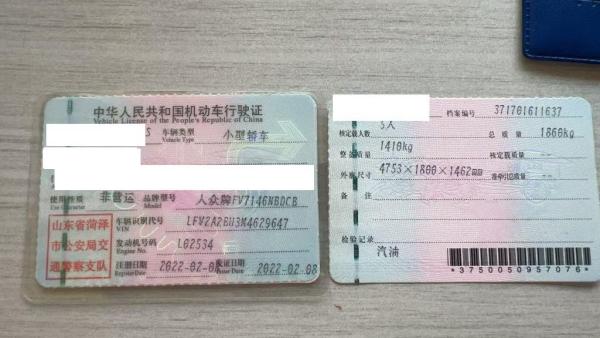 中华人民共和国机动车行驶证
Vehicle License of the People's Republic of China
S 车辆类型 小型轿车
Vehicle Type
使用性质 非营运 品牌型号 大众牌FV7146NBDCB
Use Character Model
山东省菏泽市公安局交通警察支队
车辆识别代号 LFV2A2BU3M4629647
VIN
发动机号码 L02534
Engine No.
注册日期 2022-02-08 发证日期 2022-02-08
Register Date Issue Date
档案编号 371701611637
核定载人数 5人 总质量 1860kg
整备质量 1410kg 核定载质量 --
外廓尺寸 4753×1800×1462mm 准牵引总质量 --
备注
检验记录
汽油
*3750050957076*